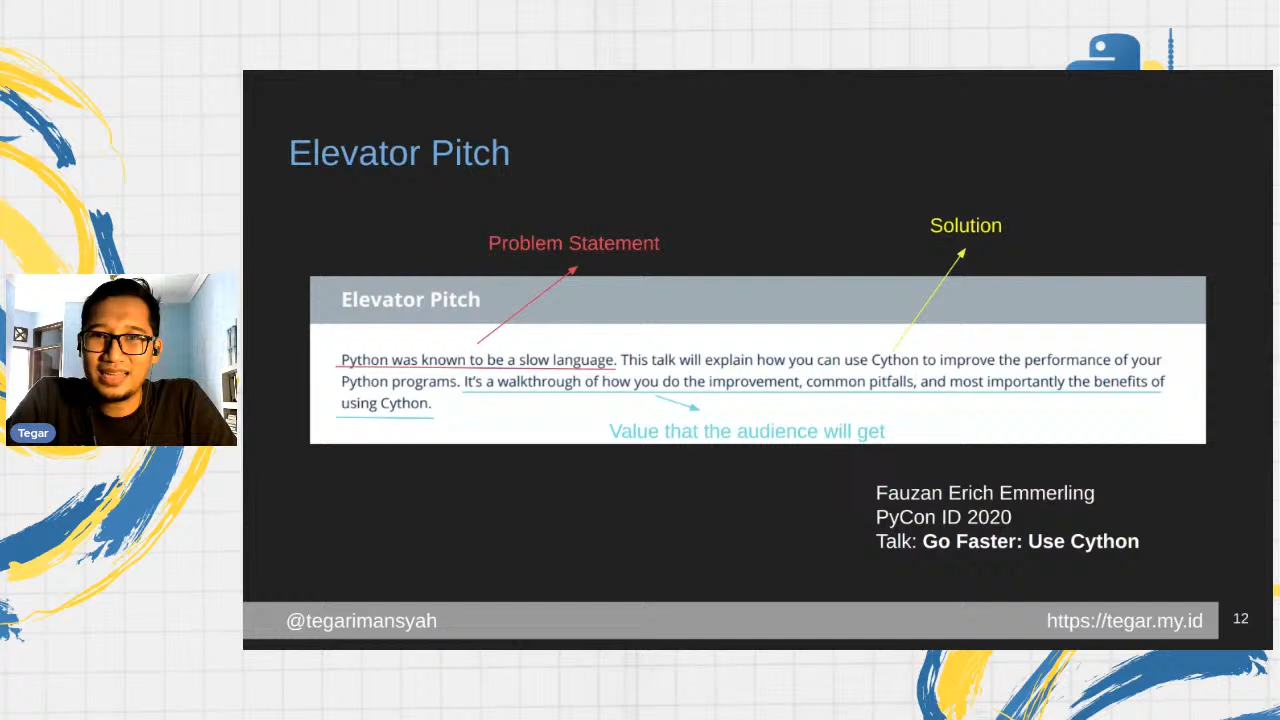 Elevator Pitch
Problem Statement
Solution
Elevator Pitch
Python was known to be a slow language. This talk will explain how you can use Cython to improve the performance of your
Python programs. It's a walkthrough of how you do the improvement, common pitfalls, and most importantly the benefits of
using Cython.
Value that the audience will get
Fauzan Erich Emmerling
PyCon ID 2020
Talk: Go Faster: Use Cython
Tegar
@tegarimansyah
https://tegar.my.id
12